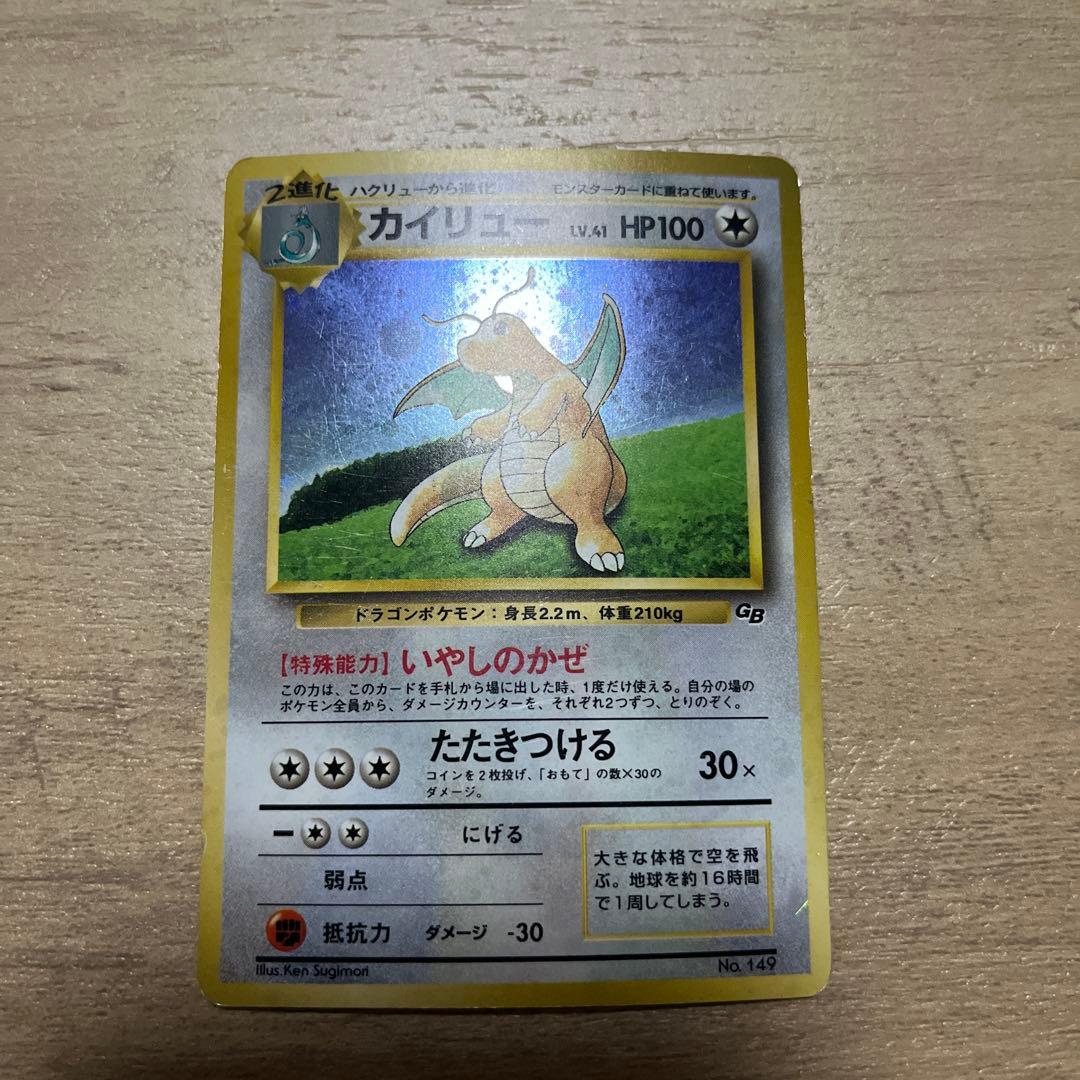 2進化 ハクリューから進化 モンスターカードに重ねて使います。
カイリュー LV.41 HP100
ドラゴンポケモン：身長2.2m、体重210kg GB
【特殊能力】いやしのかぜ
この力は、このカードを手札から場に出した時、1度だけ使える。自分の場の
ポケモン全員から、ダメージカウンターを、それぞれ2つずつ、とりのぞく。
たたきつける
コインを2枚投げ、「おもて」の数×30の
ダメージ。
30×
にげる
弱点
抵抗力 ダメージ -30
大きな体格で空を飛
ぶ。地球を約16時間
で1周してしまう。
Illus.Ken Sugimori
No. 149